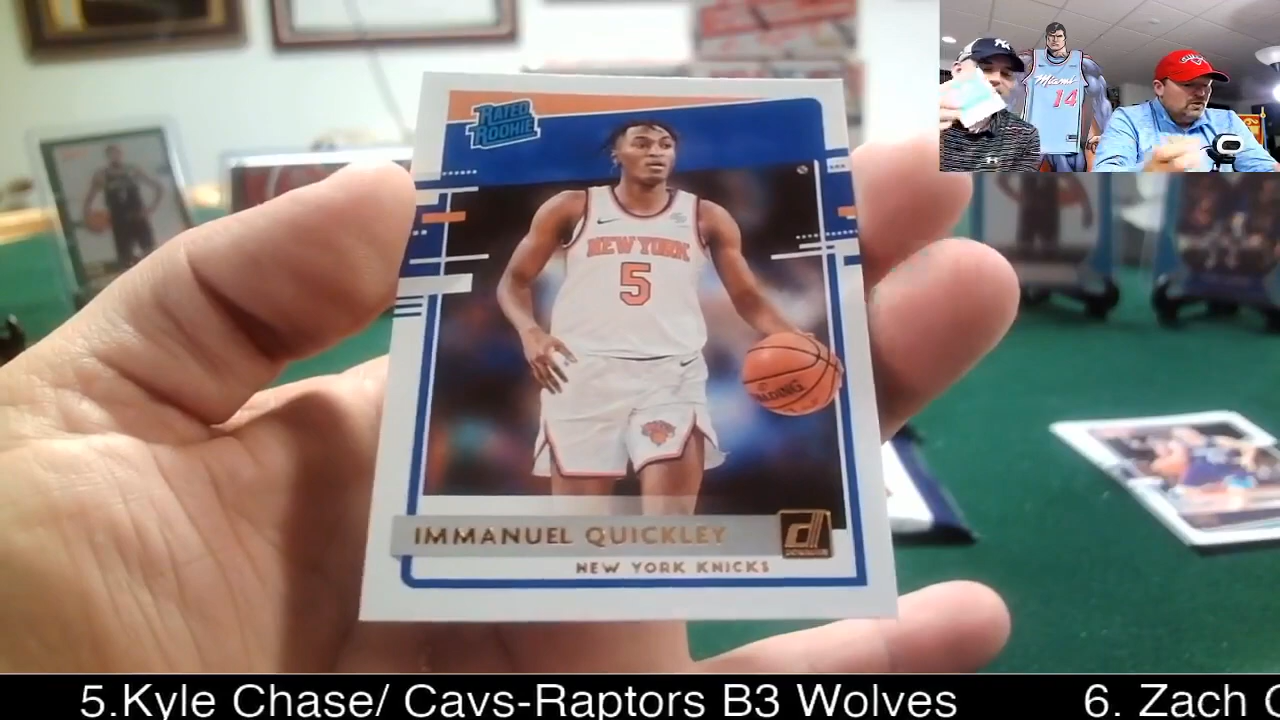 RATED
ROOKIE
NEW YORK
5
IMMANUEL QUICKLEY
NEW YORK KNICKS
Miami
14
5.Kyle Chase/ Cavs-Raptors B3 Wolves
6. Zach